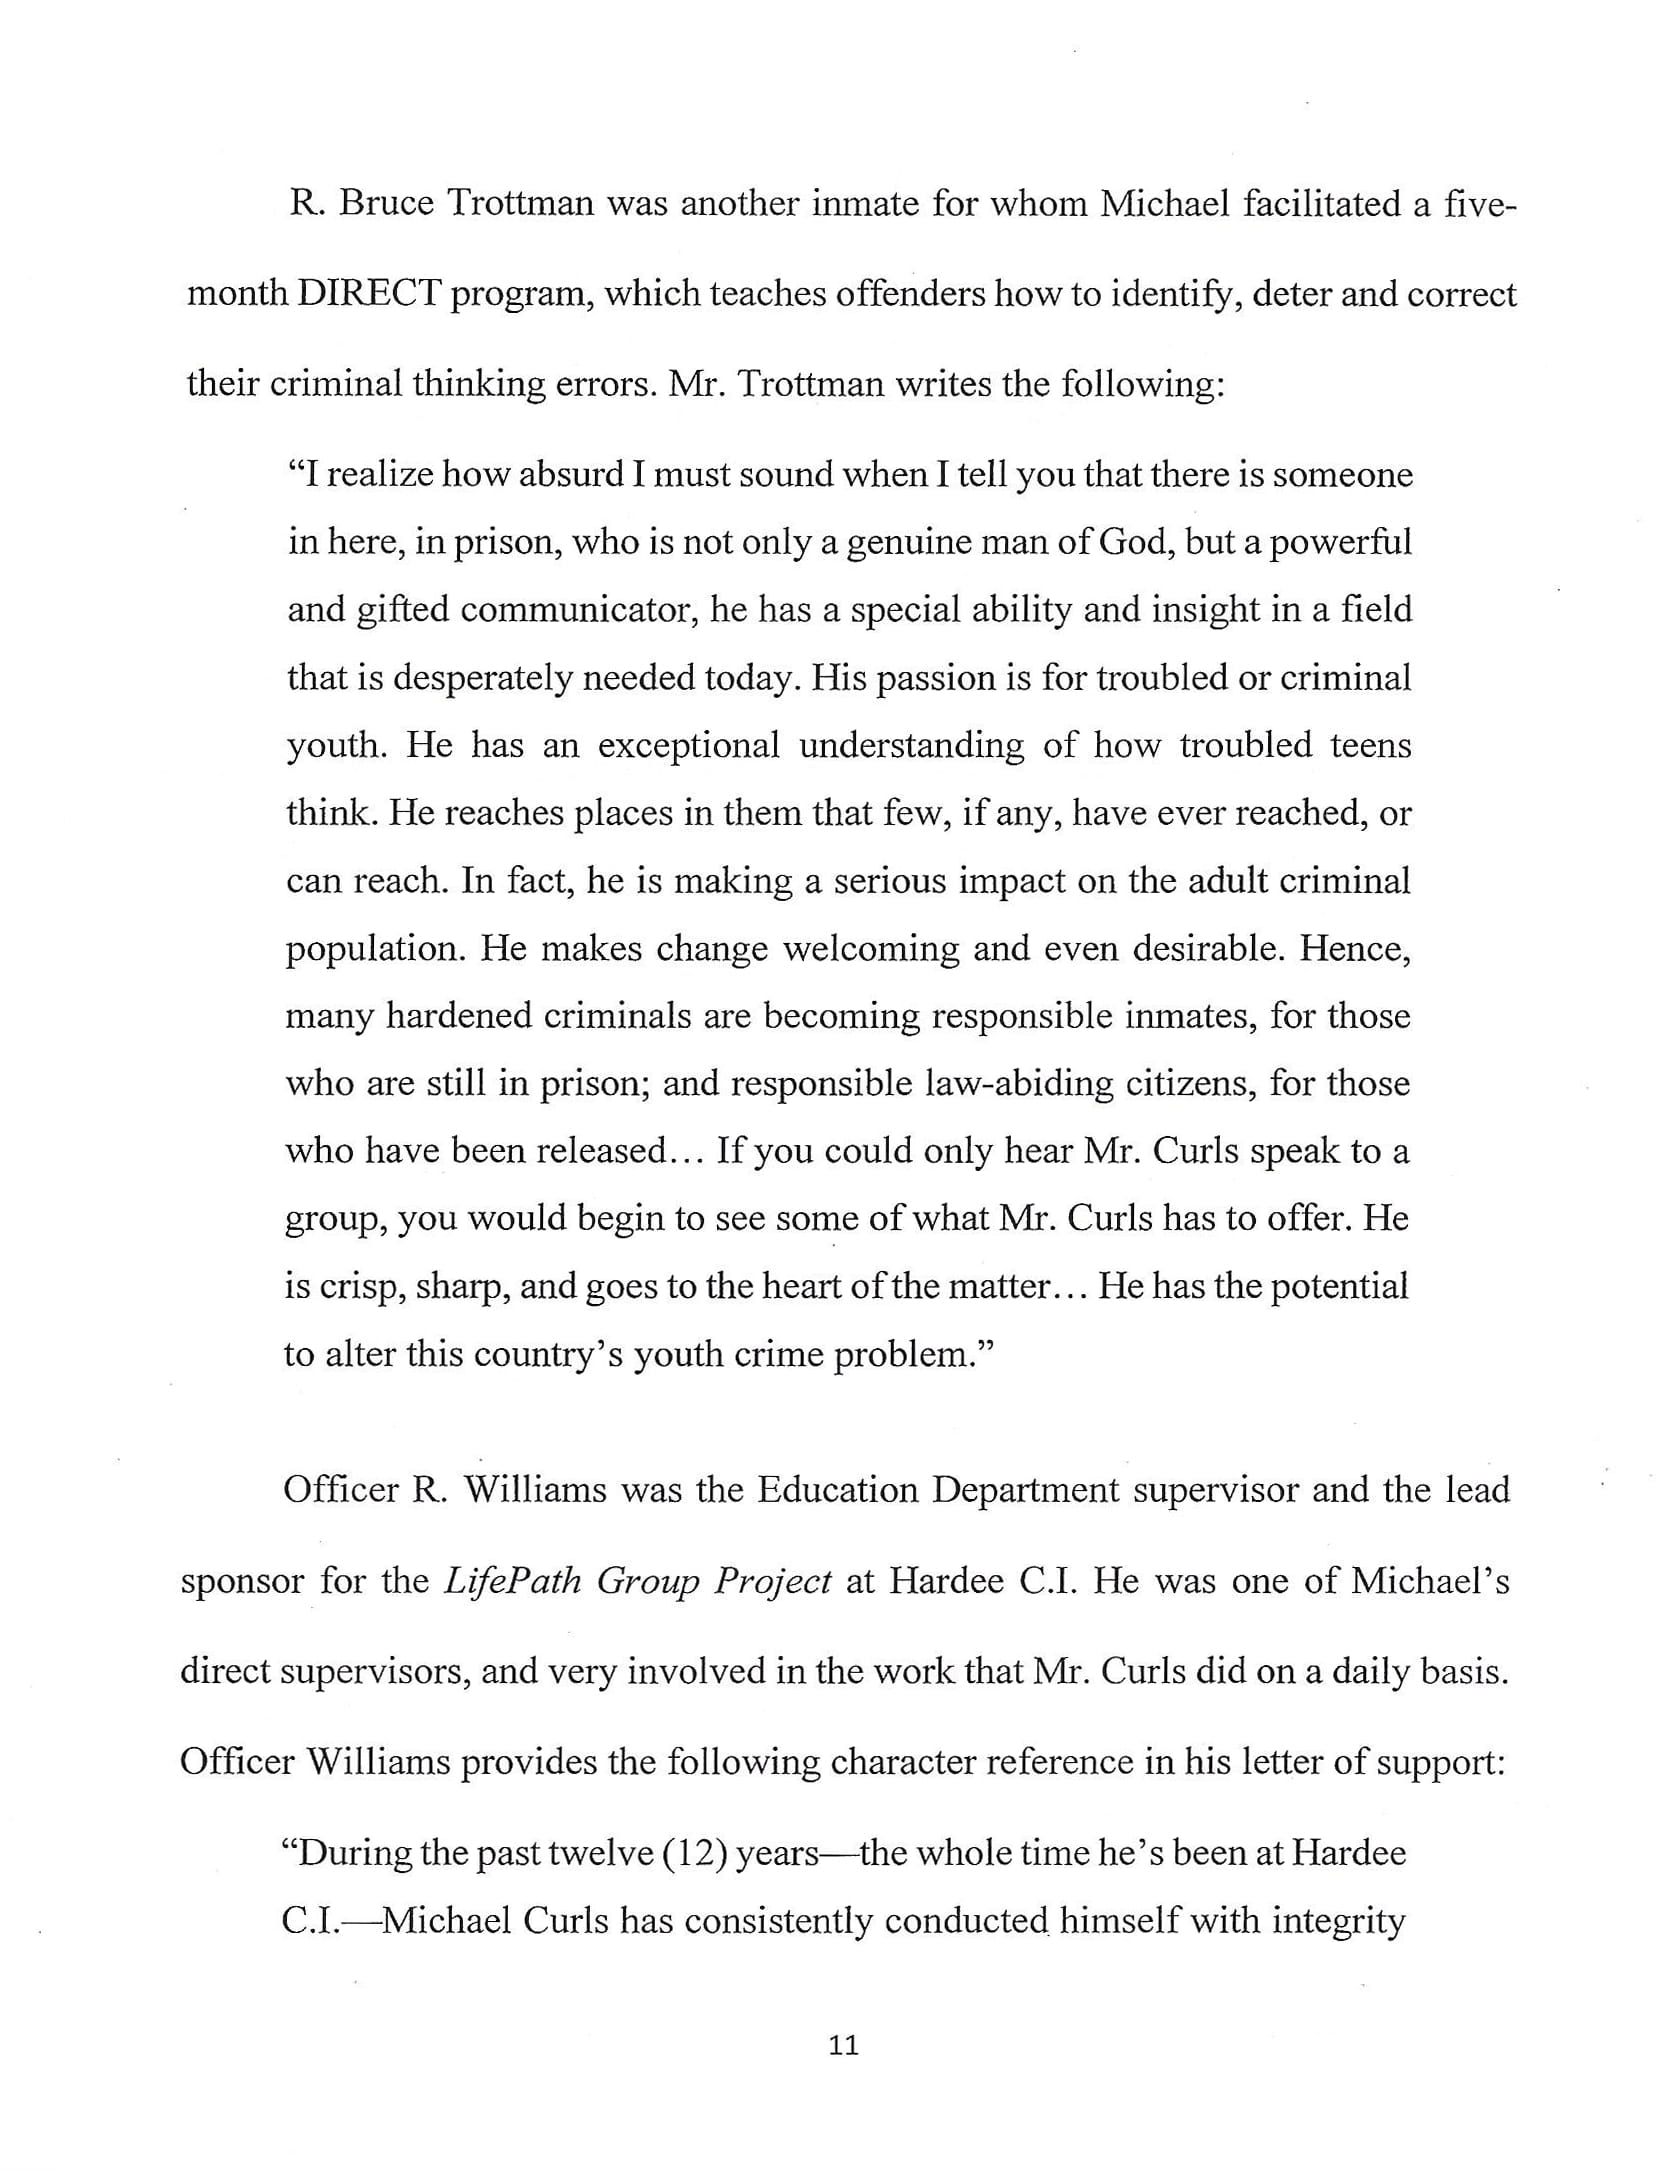 R. Bruce Trottman was another inmate for whom Michael facilitated a five-
month DIRECT program, which teaches offenders how to identify, deter and correct
their criminal thinking errors. Mr. Trottman writes the following:
“I realize how absurd I must sound when I tell you that there is someone
in here, in prison, who is not only a genuine man of God, but a powerful
and gifted communicator, he has a special ability and insight in a field
that is desperately needed today. His passion is for troubled or criminal
youth. He has an exceptional understanding of how troubled teens
think. He reaches places in them that few, if any, have ever reached, or
can reach. In fact, he is making a serious impact on the adult criminal
population. He makes change welcoming and even desirable. Hence,
many hardened criminals are becoming responsible inmates, for those
who are still in prison; and responsible law-abiding citizens, for those
who have been released… If you could only hear Mr. Curls speak to a
group, you would begin to see some of what Mr. Curls has to offer. He
is crisp, sharp, and goes to the heart of the matter… He has the potential
to alter this country’s youth crime problem.”
Officer R. Williams was the Education Department supervisor and the lead
sponsor for the LifePath Group Project at Hardee C.I. He was one of Michael’s
direct supervisors, and very involved in the work that Mr. Curls did on a daily basis.
Officer Williams provides the following character reference in his letter of support:
“During the past twelve (12) years—the whole time he’s been at Hardee
C.I.—Michael Curls has consistently conducted himself with integrity
11